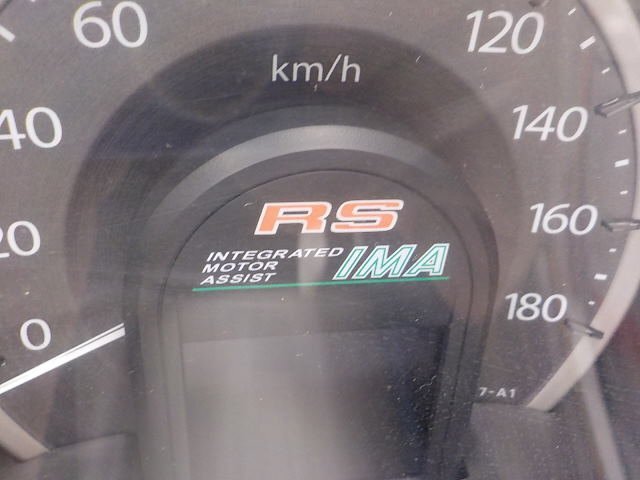 60
120
km/h
40
140
RS
20
160
INTEGRATED
MOTOR
ASSIST
IMA
0
180
7-A1